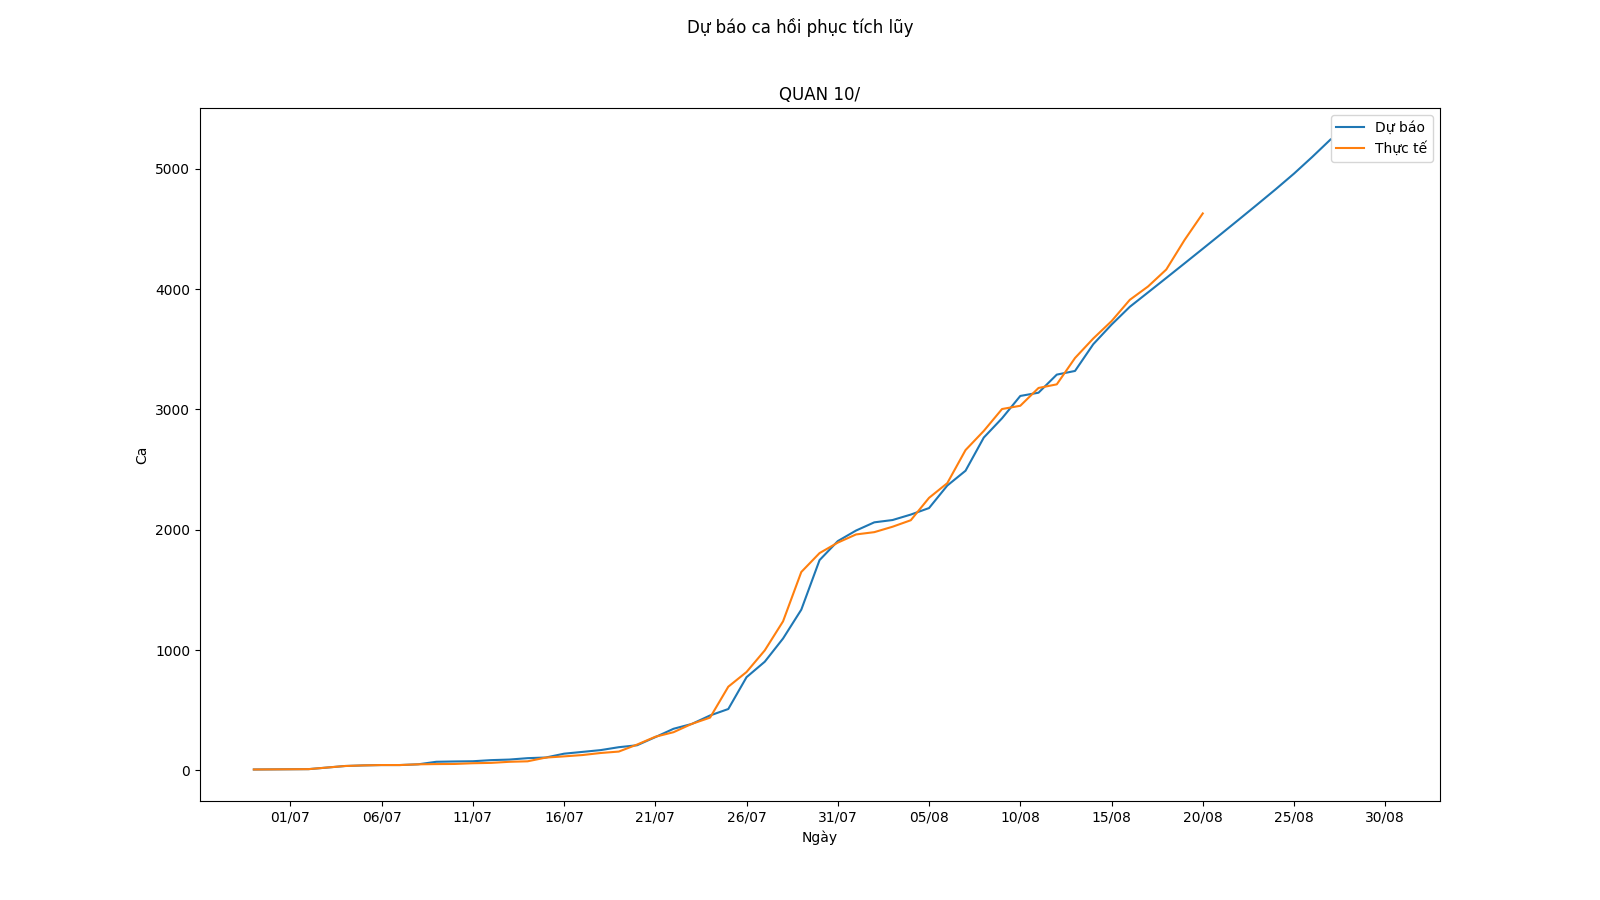 Dự báo ca hồi phục tích lũy
QUAN 10/
Dự báo
Thực tế
5000
4000
3000
2000
1000
0
Ca
01/07 06/07 11/07 16/07 21/07 26/07 31/07 05/08 10/08 15/08 20/08 25/08 30/08
Ngày